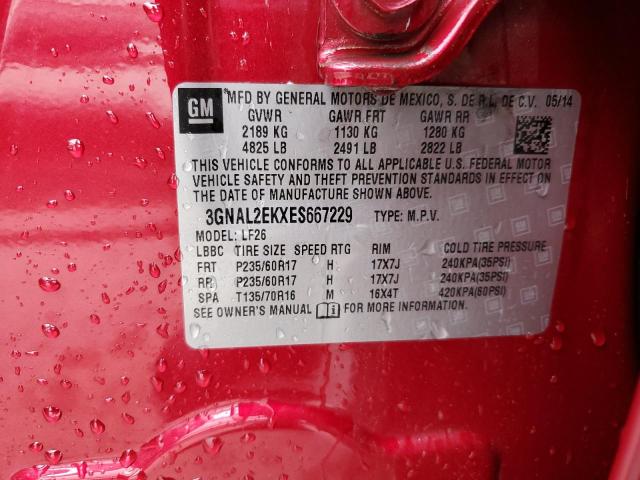 GM MFD BY GENERAL MOTORS DE MEXICO, S. DE R.L. DE C.V. 05/14
GVWR GAWR FRT GAWR RR
2189 KG 1130 KG 1280 KG
4825 LB 2491 LB 2822 LB
THIS VEHICLE CONFORMS TO ALL APPLICABLE U.S. FEDERAL MOTOR
VEHICLE SAFETY AND THEFT PREVENTION STANDARDS IN EFFECT ON
THE DATE OF MANUFACTURE SHOWN ABOVE.
3GNAL2EKXES667229 TYPE: M.P.V.
MODEL: LF26
LBBC TIRE SIZE SPEED RTG RIM COLD TIRE PRESSURE
FRT P235/60R17 H 17X7J 240KPA(35PSI)
RR P235/60R17 H 17X7J 240KPA(35PSI)
SPA T135/70R16 M 16X4T 420KPA(60PSI)
SEE OWNER'S MANUAL FOR MORE INFORMATION.